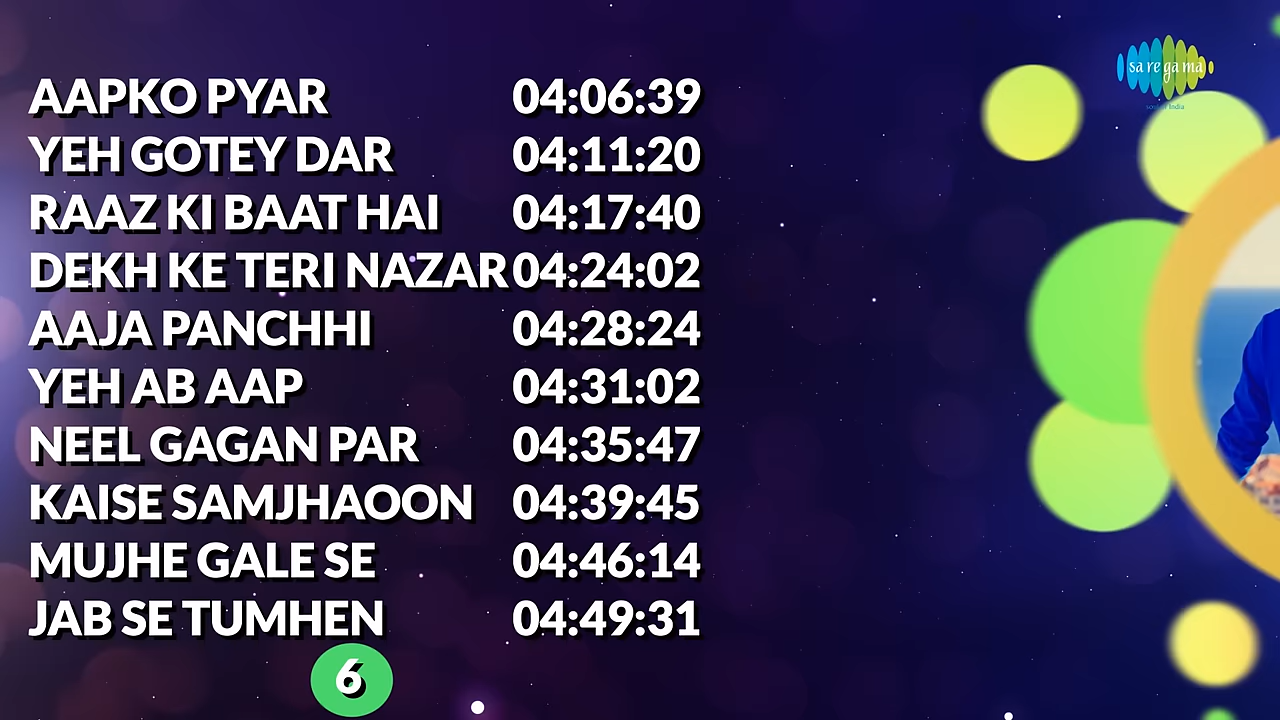 sa re ga ma
AAPKO PYAR 04:06:39
YEH GOTEY DAR 04:11:20
RAAZ KI BAAT HAI 04:17:40
DEKH KE TERI NAZAR 04:24:02
AAJA PANCHHI 04:28:24
YEH AB AAP 04:31:02
NEEL GAGAN PAR 04:35:47
KAISE SAMJHAOON 04:39:45
MUJHE GALE SE 04:46:14
JAB SE TUMHEN 04:49:31
6